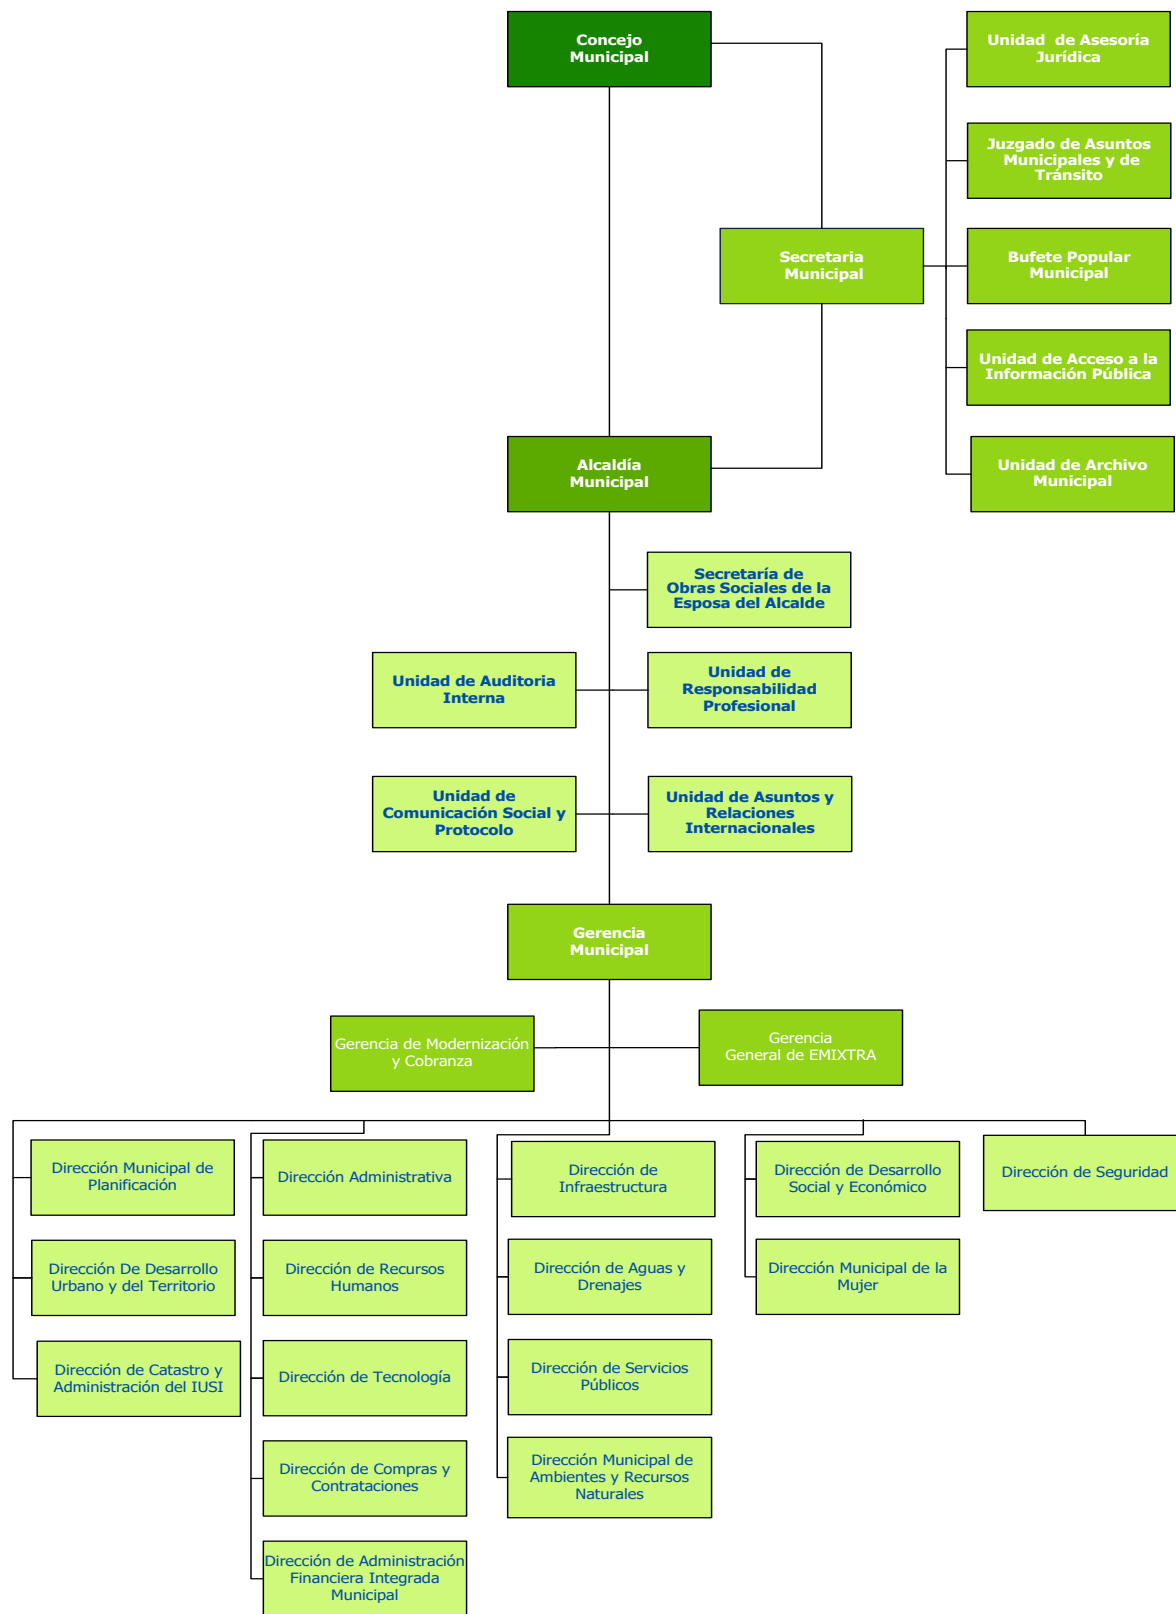 Concejo
Municipal
Unidad de Asesoría
Jurídica
Juzgado de Asuntos
Municipales y de
Tránsito
Secretaria
Municipal
Bufete Popular
Municipal
Unidad de Acceso a la
Información Pública
Alcaldía
Municipal
Unidad de Archivo
Municipal
Secretaría de
Obras Sociales de la
Esposa del Alcalde
Unidad de Auditoria
Interna
Unidad de
Responsabilidad
Profesional
Unidad de
Comunicación Social y
Protocolo
Unidad de Asuntos y
Relaciones
Internacionales
Gerencia
Municipal
Gerencia de Modernización
y Cobranza
Gerencia
General de EMIXTRA
Dirección Municipal de
Planificación
Dirección Administrativa
Dirección de
Infraestructura
Dirección de Desarrollo
Social y Económico
Dirección de Seguridad
Dirección De Desarrollo
Urbano y del Territorio
Dirección de Recursos
Humanos
Dirección de Aguas y
Drenajes
Dirección Municipal de la
Mujer
Dirección de Catastro y
Administración del IUSI
Dirección de Tecnología
Dirección de Servicios
Públicos
Dirección de Compras y
Contrataciones
Dirección Municipal de
Ambientes y Recursos
Naturales
Dirección de Administración
Financiera Integrada
Municipal